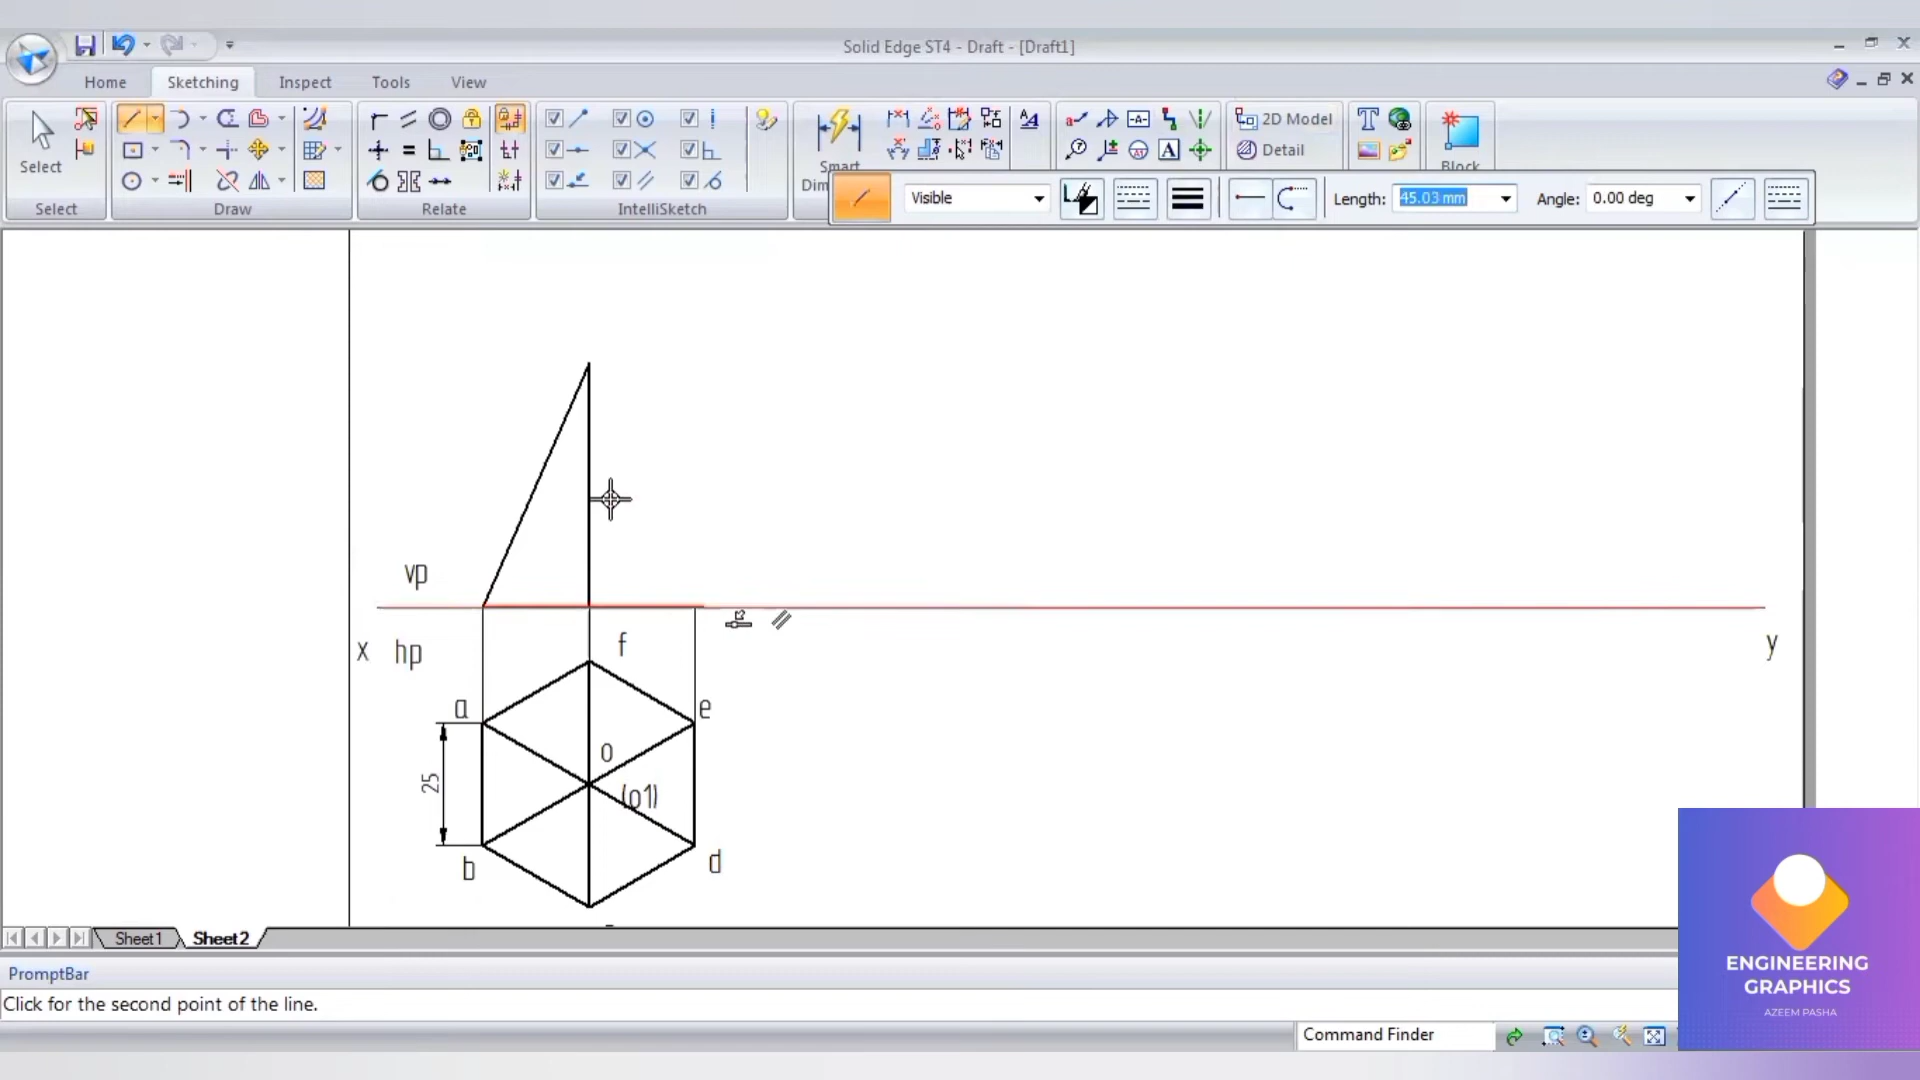 Solid Edge ST4 - Draft - [Draft1]
Home Sketching Inspect Tools View
Select
Smart
2D Model
Detail
Block
Select Draw Relate IntelliSketch
Visible Length: 45.03 mm Angle: 0.00 deg
vp
x hp f y
a e
o
25 (o1)
b d
Sheet1 Sheet2
PromptBar
Click for the second point of the line.
Command Finder
ENGINEERING
GRAPHICS
AZEEM PASHA